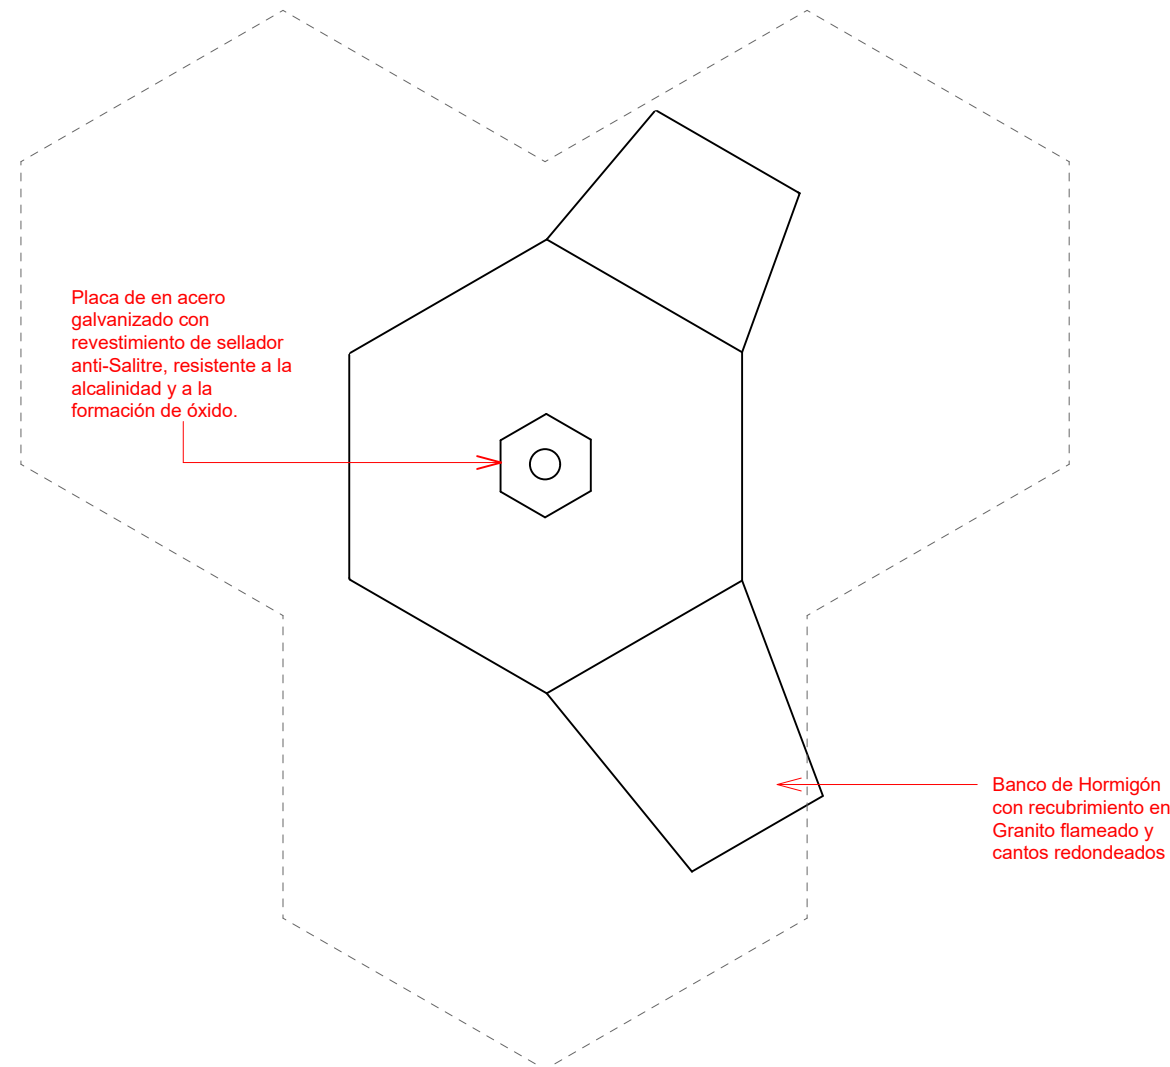 Placa de en acero
galvanizado con
revestimiento de sellador
anti-Salitre, resistente a la
alcalinidad y a la
formación de óxido.
Banco de Hormigón
con recubrimiento en
Granito flameado y
cantos redondeados